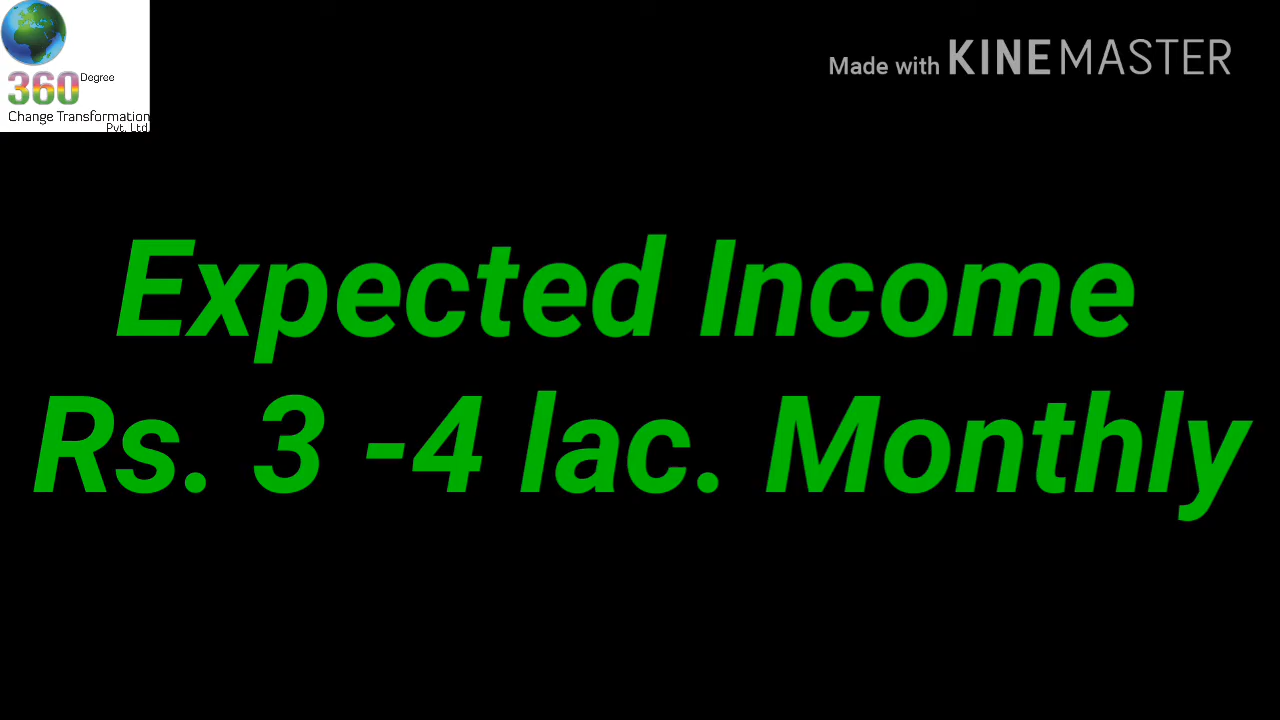 360 Degree
Change Transformation
Pvt. Ltd.
Made with KINEMASTER
Expected Income
Rs. 3 -4 lac. Monthly